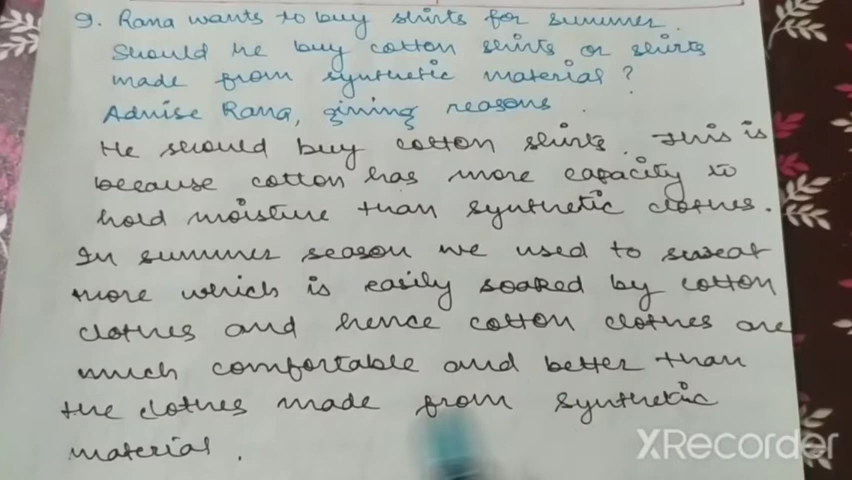 9. Rana wants to buy shirts for summer.
Should he buy cotton shirts or shirts
made from synthetic material?
Advise Rana, giving reasons.
He should buy cotton shirts. This is
because cotton has more capacity to
hold moisture than synthetic clothes.
In summer season we used to sweat
more which is easily soaked by cotton
clothes and hence cotton clothes are
much comfortable and better than
the clothes made from synthetic
material.
XRecorder